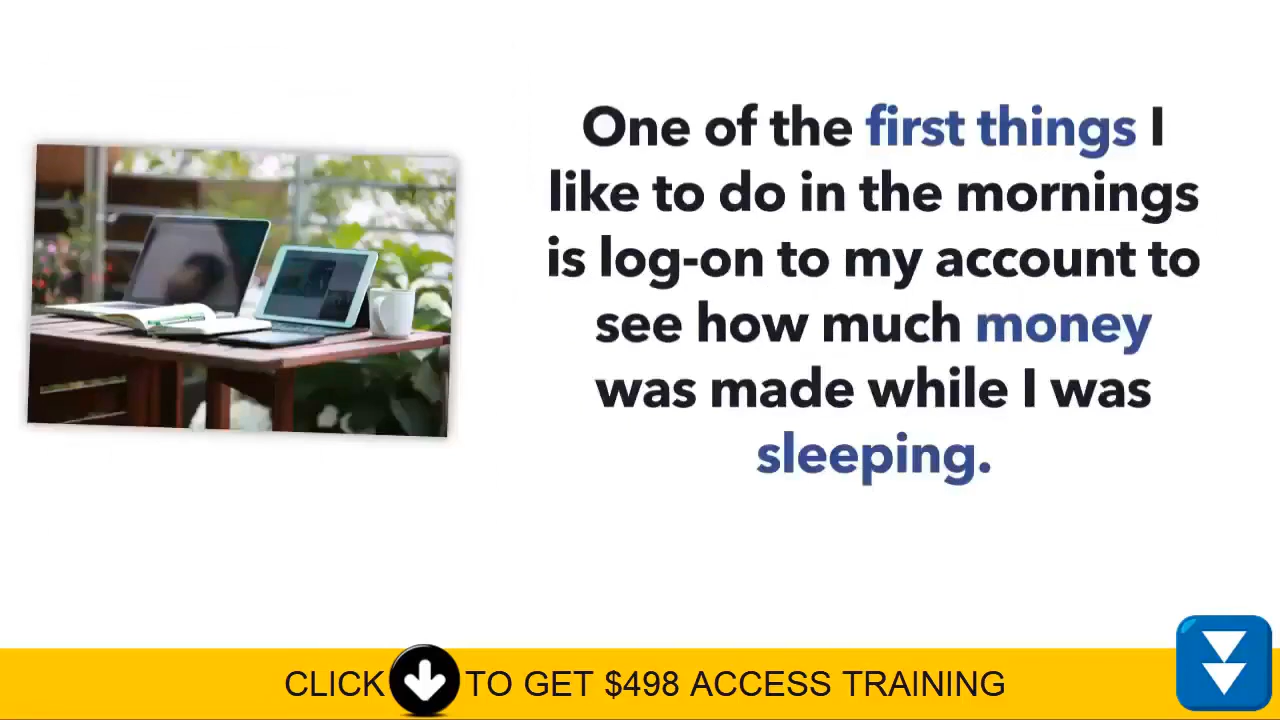 One of the first things I
like to do in the mornings
is log-on to my account to
see how much money
was made while I was
sleeping.
CLICK TO GET $498 ACCESS TRAINING